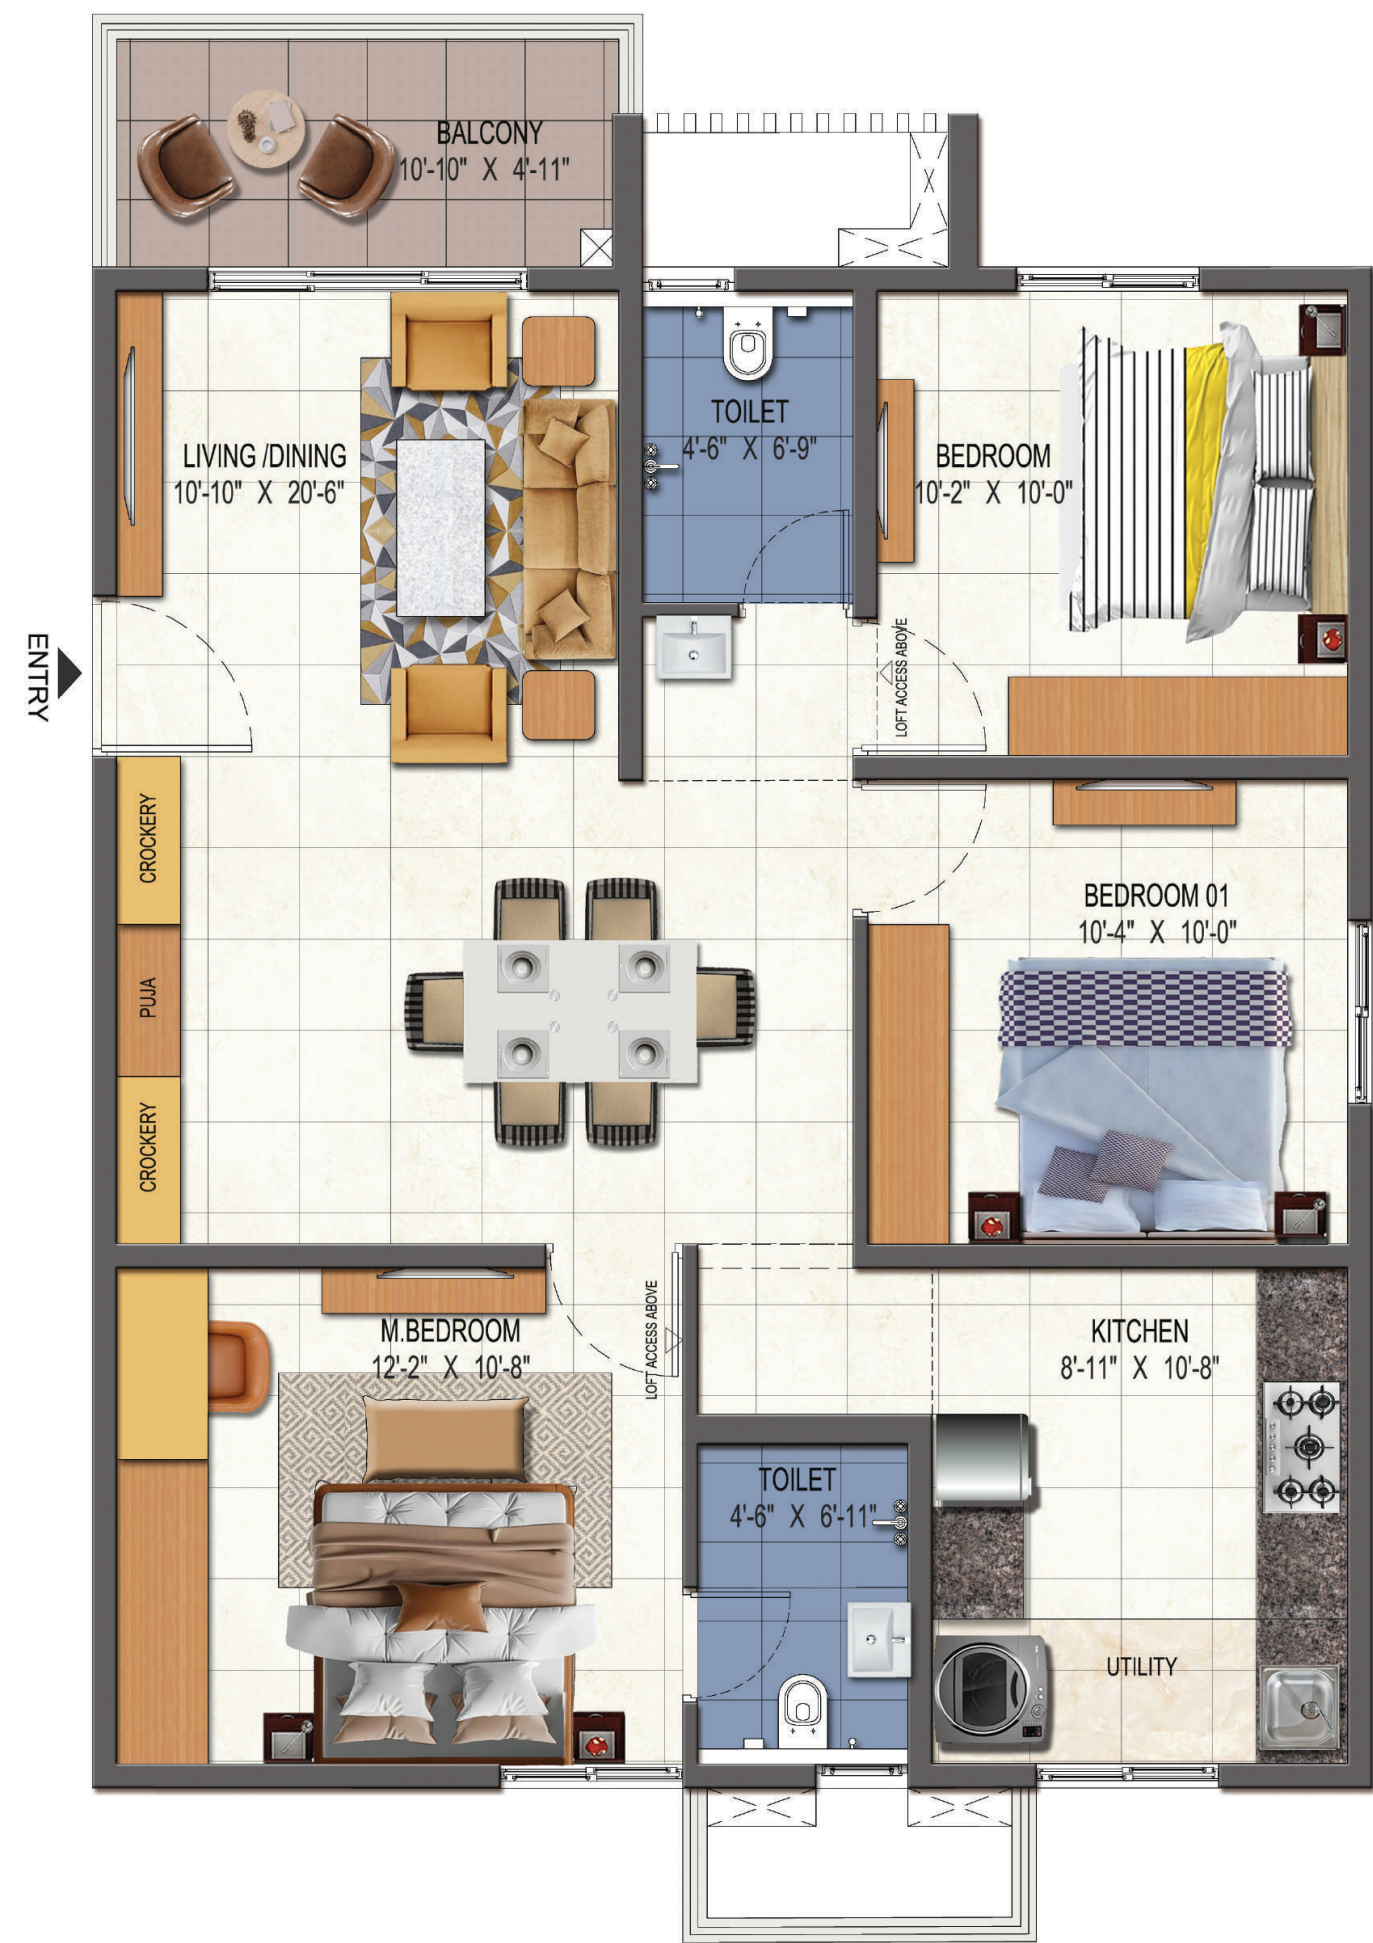 BALCONY
10'-10" X 4'-11"
LIVING /DINING
10'-10" X 20'-6"
TOILET
4'-6" X 6'-9"
BEDROOM
10'-2" X 10'-0"
ENTRY
LOFT ACCESS ABOVE
CROCKERY
PUJA
CROCKERY
BEDROOM 01
10'-4" X 10'-0"
M.BEDROOM
12'-2" X 10'-8"
LOFT ACCESS ABOVE
KITCHEN
8'-11" X 10'-8"
TOILET
4'-6" X 6'-11"
UTILITY